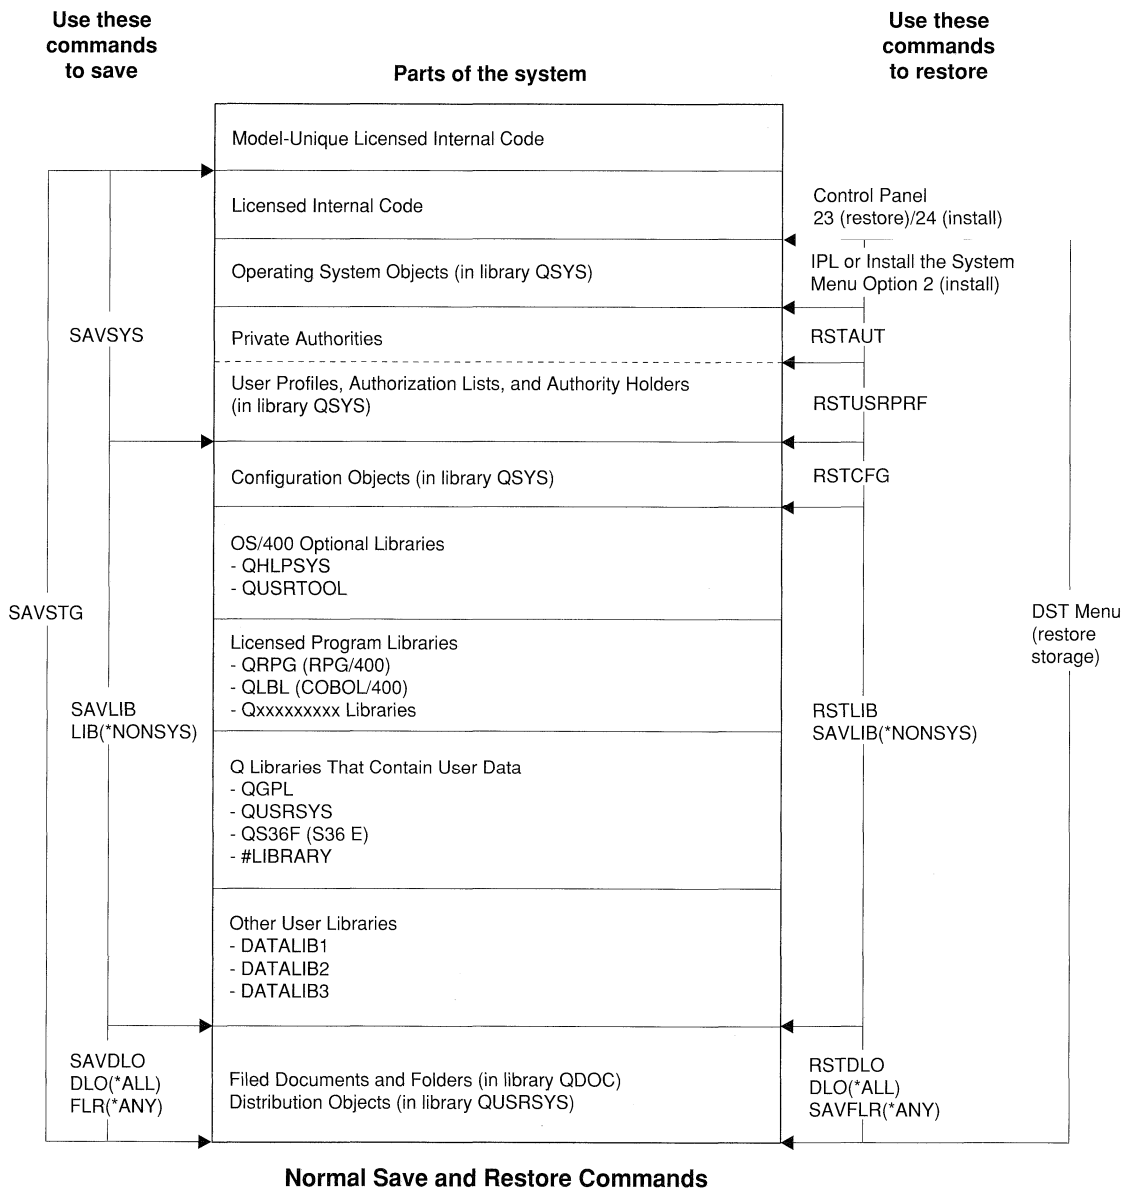 Use these
commands
to save
Parts of the system
Use these
commands
to restore
Model-Unique Licensed Internal Code
Licensed Internal Code
Control Panel
23 (restore)/24 (install)
Operating System Objects (in library QSYS)
IPL or Install the System
Menu Option 2 (install)
SAVSYS
Private Authorities
RSTAUT
User Profiles, Authorization Lists, and Authority Holders
(in library QSYS)
RSTUSRPRF
Configuration Objects (in library QSYS)
RSTCFG
OS/400 Optional Libraries
- QHLPSYS
- QUSRTOOL
SAVSTG
DST Menu
(restore
storage)
Licensed Program Libraries
- QRPG (RPG/400)
- QLBL (COBOL/400)
- Qxxxxxxxxx Libraries
SAVLIB
LIB(*NONSYS)
RSTLIB
SAVLIB(*NONSYS)
Q Libraries That Contain User Data
- QGPL
- QUSRSYS
- QS36F (S36 E)
- #LIBRARY
Other User Libraries
- DATALIB1
- DATALIB2
- DATALIB3
SAVDLO
DLO(*ALL)
FLR(*ANY)
Filed Documents and Folders (in library QDOC)
Distribution Objects (in library QUSRSYS)
RSTDLO
DLO(*ALL)
SAVFLR(*ANY)
Normal Save and Restore Commands